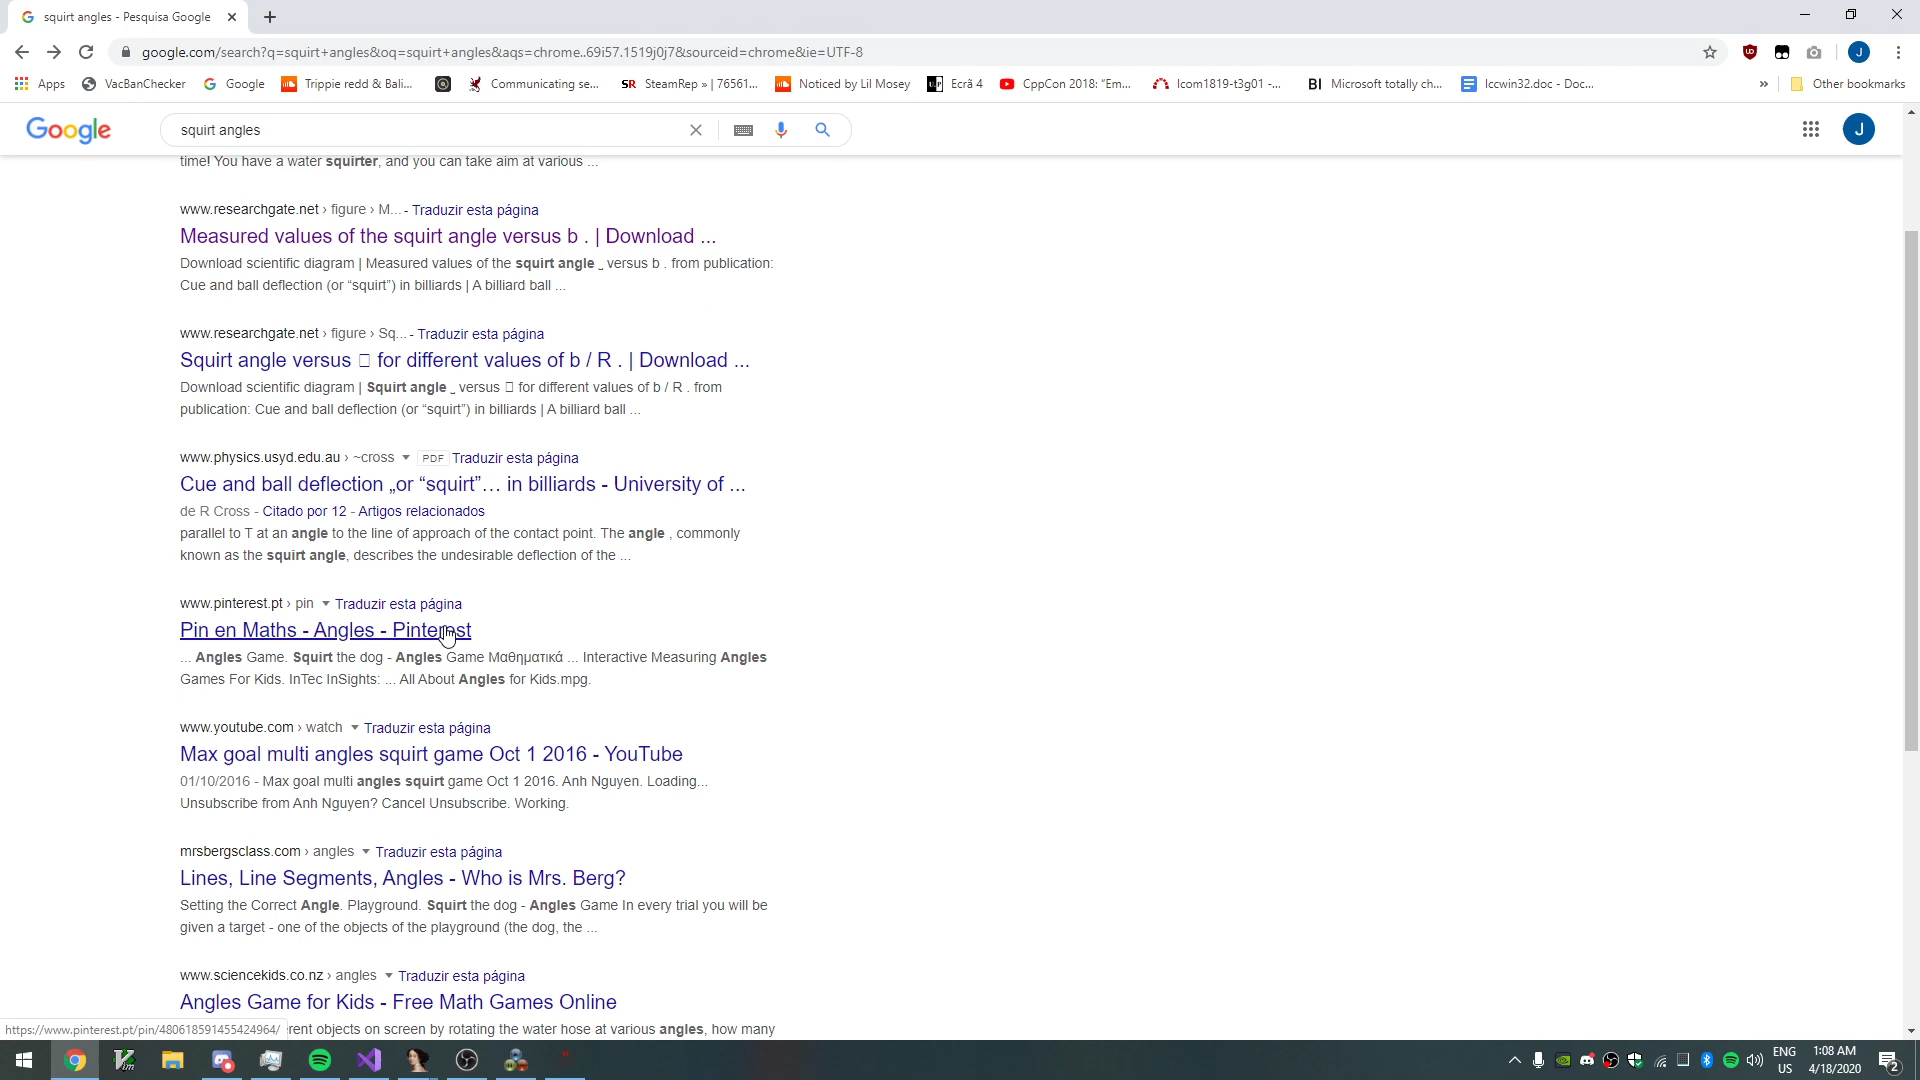 squirt angles - Pesquisa Google
google.com/search?q=squirt+angles&oq=squirt+angles&aqs=chrome..69i57.1519j0j7&sourceid=chrome&ie=UTF-8
J
Apps VacBanChecker Google Trippie redd & Bali... Communicating se... SR SteamRep » | 76561... Noticed by Lil Mosey Ecrã 4 CppCon 2018: “Em... lcom1819-t3g01 -... BI Microsoft totally ch... lccwin32.doc - Doc... » Other bookmarks
Google squirt angles J
time! You have a water squirter, and you can take aim at various ...
www.researchgate.net › figure › M... - Traduzir esta página
Measured values of the squirt angle versus b . | Download ...
Download scientific diagram | Measured values of the squirt angle ˽ versus b . from publication:
Cue and ball deflection (or “squirt”) in billiards | A billiard ball ...
www.researchgate.net › figure › Sq... - Traduzir esta página
Squirt angle versus □ for different values of b / R . | Download ...
Download scientific diagram | Squirt angle ˽ versus □ for different values of b / R . from
publication: Cue and ball deflection (or “squirt”) in billiards | A billiard ball ...
www.physics.usyd.edu.au › ~cross PDF Traduzir esta página
Cue and ball deflection „or “squirt”… in billiards - University of ...
de R Cross - Citado por 12 - Artigos relacionados
parallel to T at an angle to the line of approach of the contact point. The angle , commonly
known as the squirt angle, describes the undesirable deflection of the ...
www.pinterest.pt › pin Traduzir esta página
Pin en Maths - Angles - Pinterest
... Angles Game. Squirt the dog - Angles Game Μαθηματικά ... Interactive Measuring Angles
Games For Kids. InTec InSights: ... All About Angles for Kids.mpg.
www.youtube.com › watch Traduzir esta página
Max goal multi angles squirt game Oct 1 2016 - YouTube
01/10/2016 - Max goal multi angles squirt game Oct 1 2016. Anh Nguyen. Loading...
Unsubscribe from Anh Nguyen? Cancel Unsubscribe. Working.
mrsbergsclass.com › angles Traduzir esta página
Lines, Line Segments, Angles - Who is Mrs. Berg?
Setting the Correct Angle. Playground. Squirt the dog - Angles Game In every trial you will be
given a target - one of the objects of the playground (the dog, the ...
www.sciencekids.co.nz › angles Traduzir esta página
Angles Game for Kids - Free Math Games Online
https://www.pinterest.pt/pin/480618591455424964/ rent objects on screen by rotating the water hose at various angles, how many
ENG 1:08 AM
US 4/18/2020 2